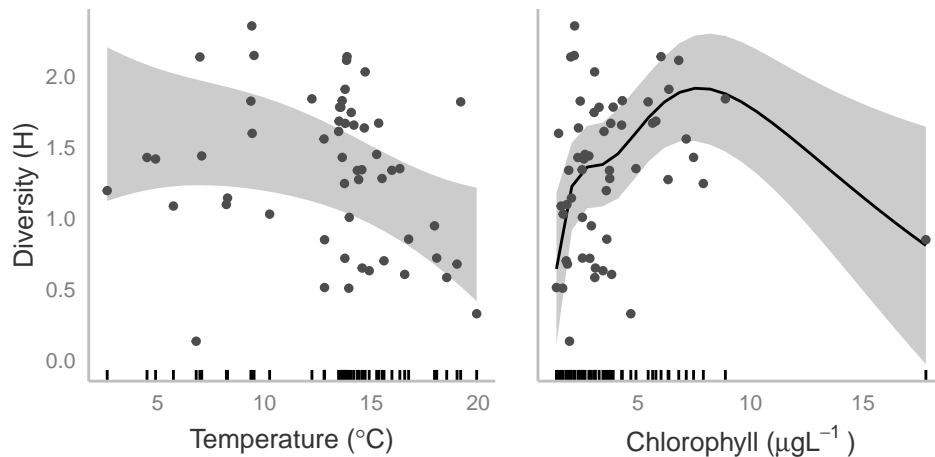 Diversity (H)
2.0
1.5
1.0
0.5
0.0
5 10 15 20
Temperature (°C)
5 10 15
Chlorophyll (μgL⁻¹ )